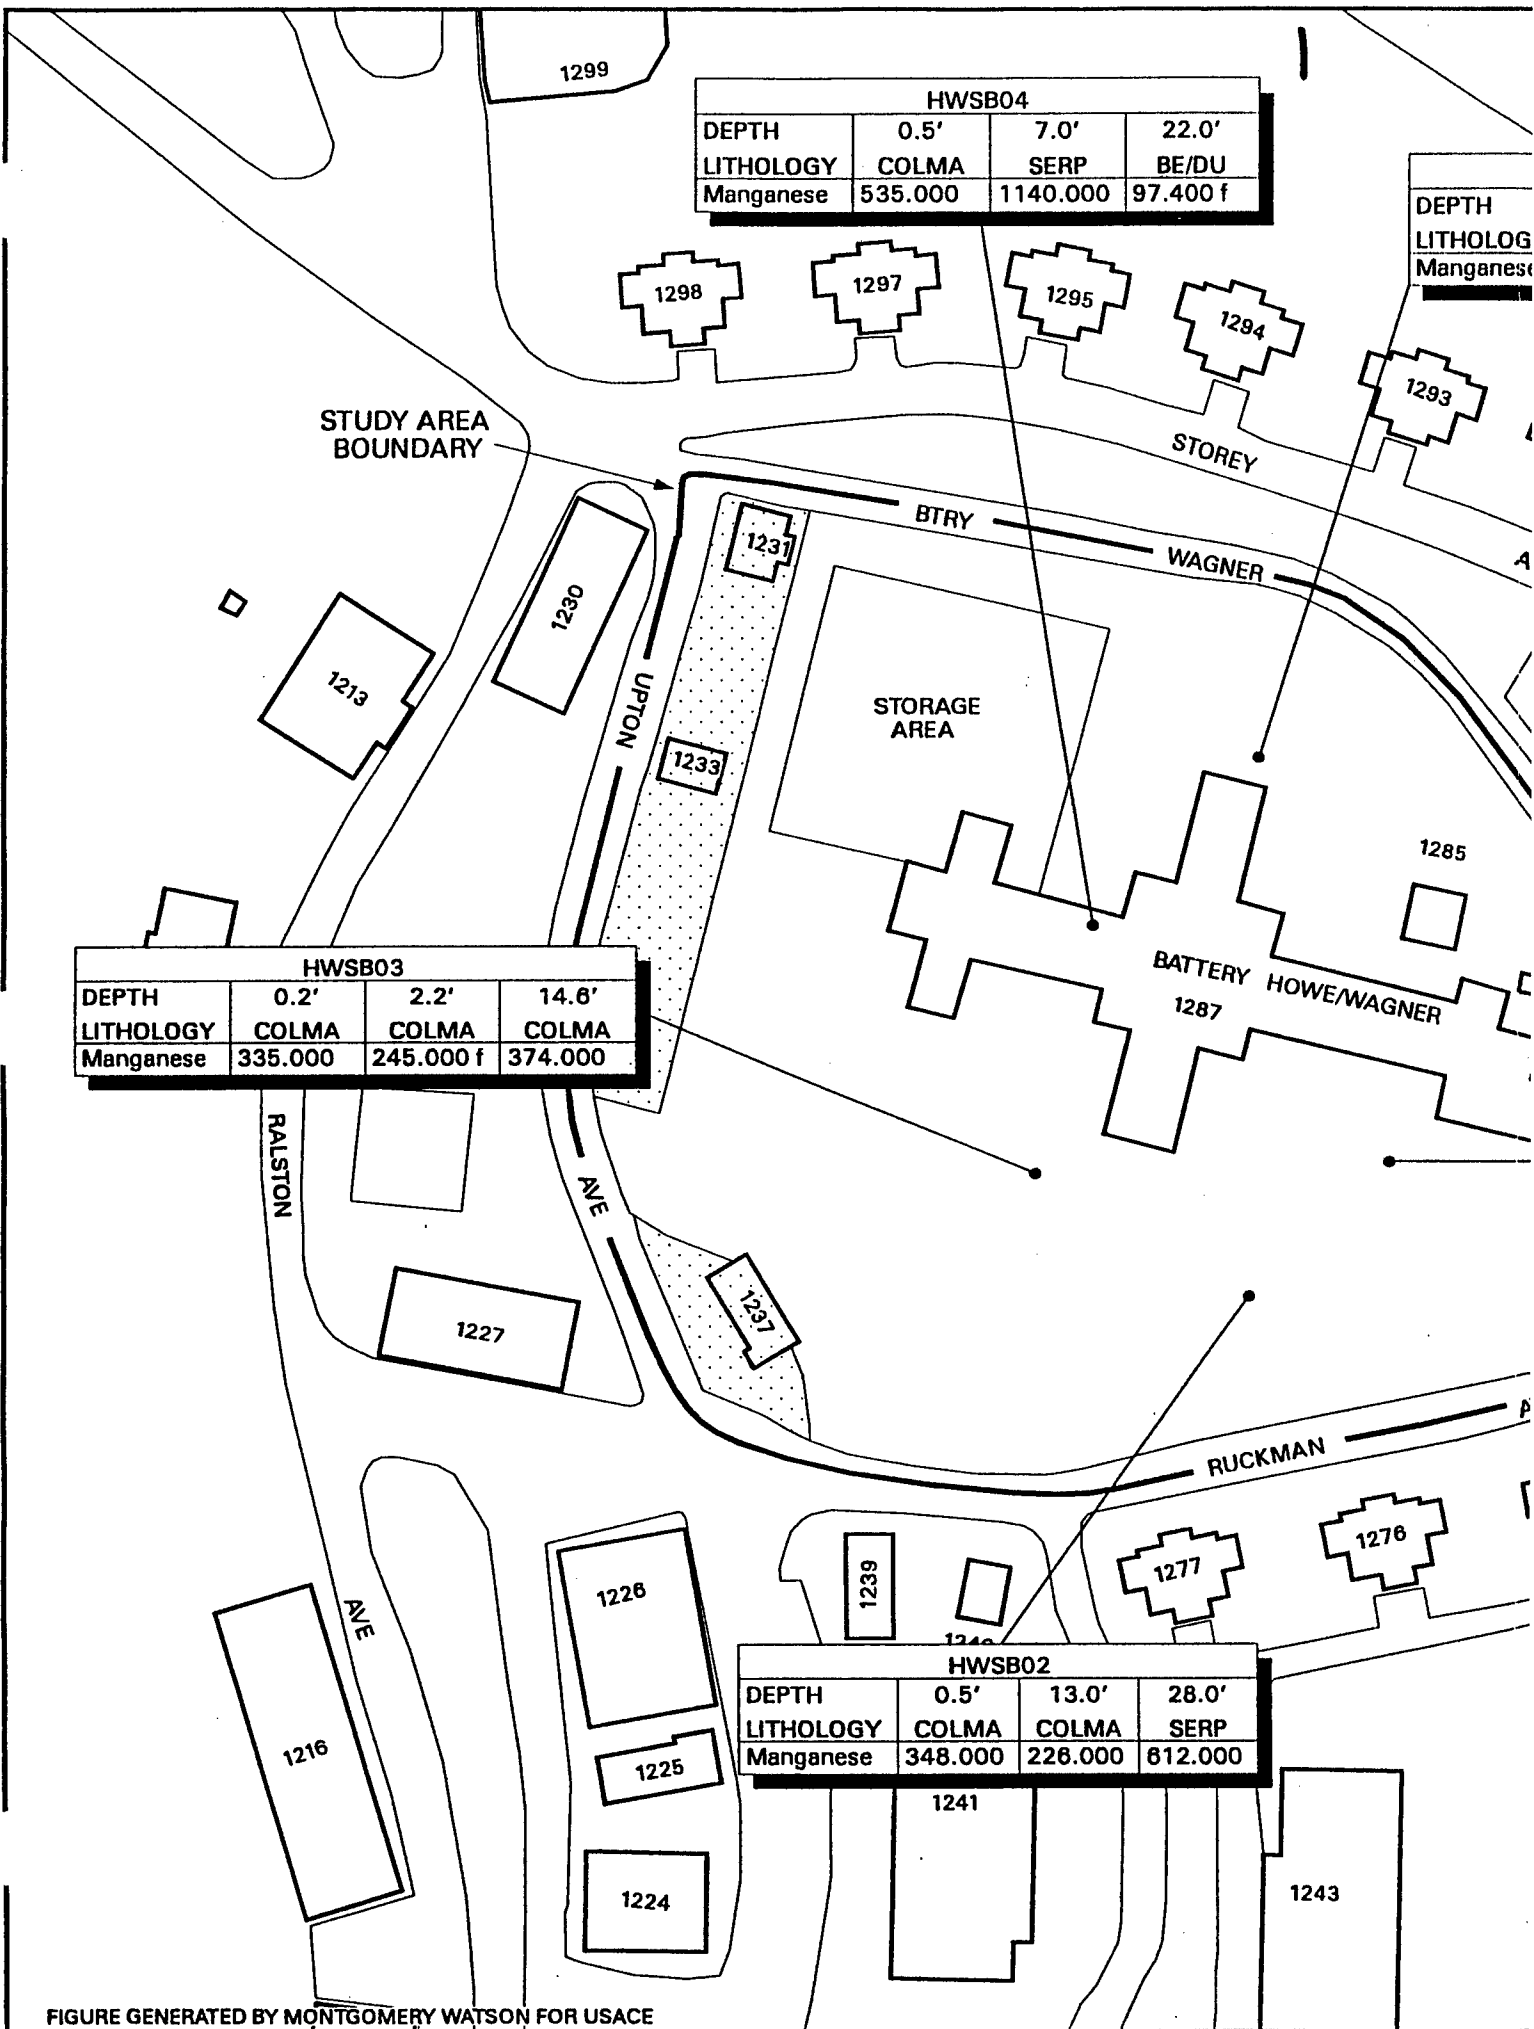 1299
HWSB04
DEPTH 0.5' 7.0' 22.0'
LITHOLOGY COLMA SERP BE/DU
Manganese 535.000 1140.000 97.400 f
DEPTH
LITHOLOG
Manganese
1298
1297
1295
1294
1293
STUDY AREA
BOUNDARY
STOREY
A
BTRY
WAGNER
1231
1230
1213
UPTON
1233
STORAGE
AREA
1285
BATTERY HOWE/WAGNER
1287
HWSB03
DEPTH 0.2' 2.2' 14.6'
LITHOLOGY COLMA COLMA COLMA
Manganese 335.000 245.000 f 374.000
RALSTON
AVE
1237
1227
RUCKMAN
A
1276
1277
1239
1240
1226
AVE
HWSB02
DEPTH 0.5' 13.0' 28.0'
LITHOLOGY COLMA COLMA SERP
Manganese 348.000 226.000 612.000
1216
1225
1241
1224
1243
FIGURE GENERATED BY MONTGOMERY WATSON FOR USACE